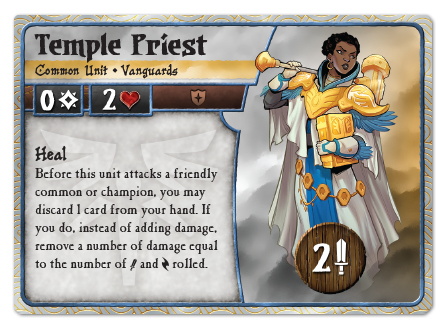 Temple Priest
Common Unit • Vanguards
0 2
Heal
Before this unit attacks a friendly
common or champion, you may
discard 1 card from your hand. If
you do, instead of adding damage,
remove a number of damage equal
to the number of and rolled.
2